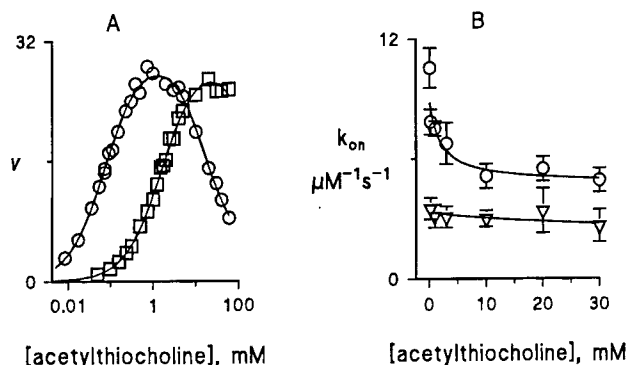 A
32
v
0
0.01 1 100
[acetylthiocholine], mM
B
12
kon
μM⁻¹s⁻¹
0
0 10 20 30
[acetylthiocholine], mM